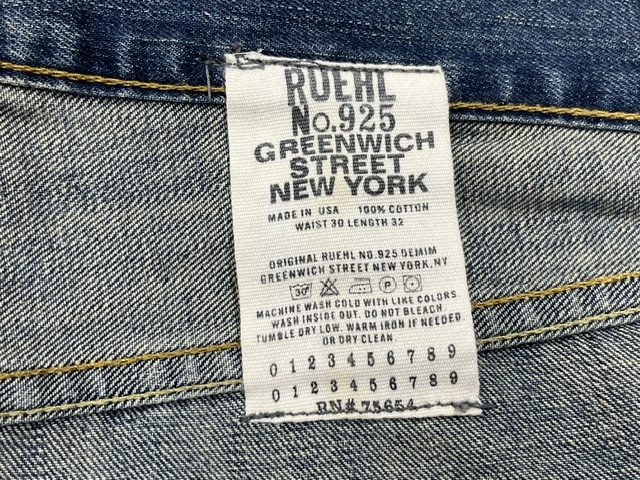 RUEHL
No.925
GREENWICH
STREET
NEW YORK
MADE IN USA 100% COTTON
WAIST 30 LENGTH 32
ORIGINAL RUEHL NO.925 DENIM
GREENWICH STREET NEW YORK, NY
30° P
MACHINE WASH COLD WITH LIKE COLORS
WASH INSIDE OUT. DO NOT BLEACH
TUMBLE DRY LOW. WARM IRON IF NEEDED
OR DRY CLEAN.
0 1 2 3 4 5 6 7 8 9
0 1 2 3 4 5 6 7 8 9
RN# 75654